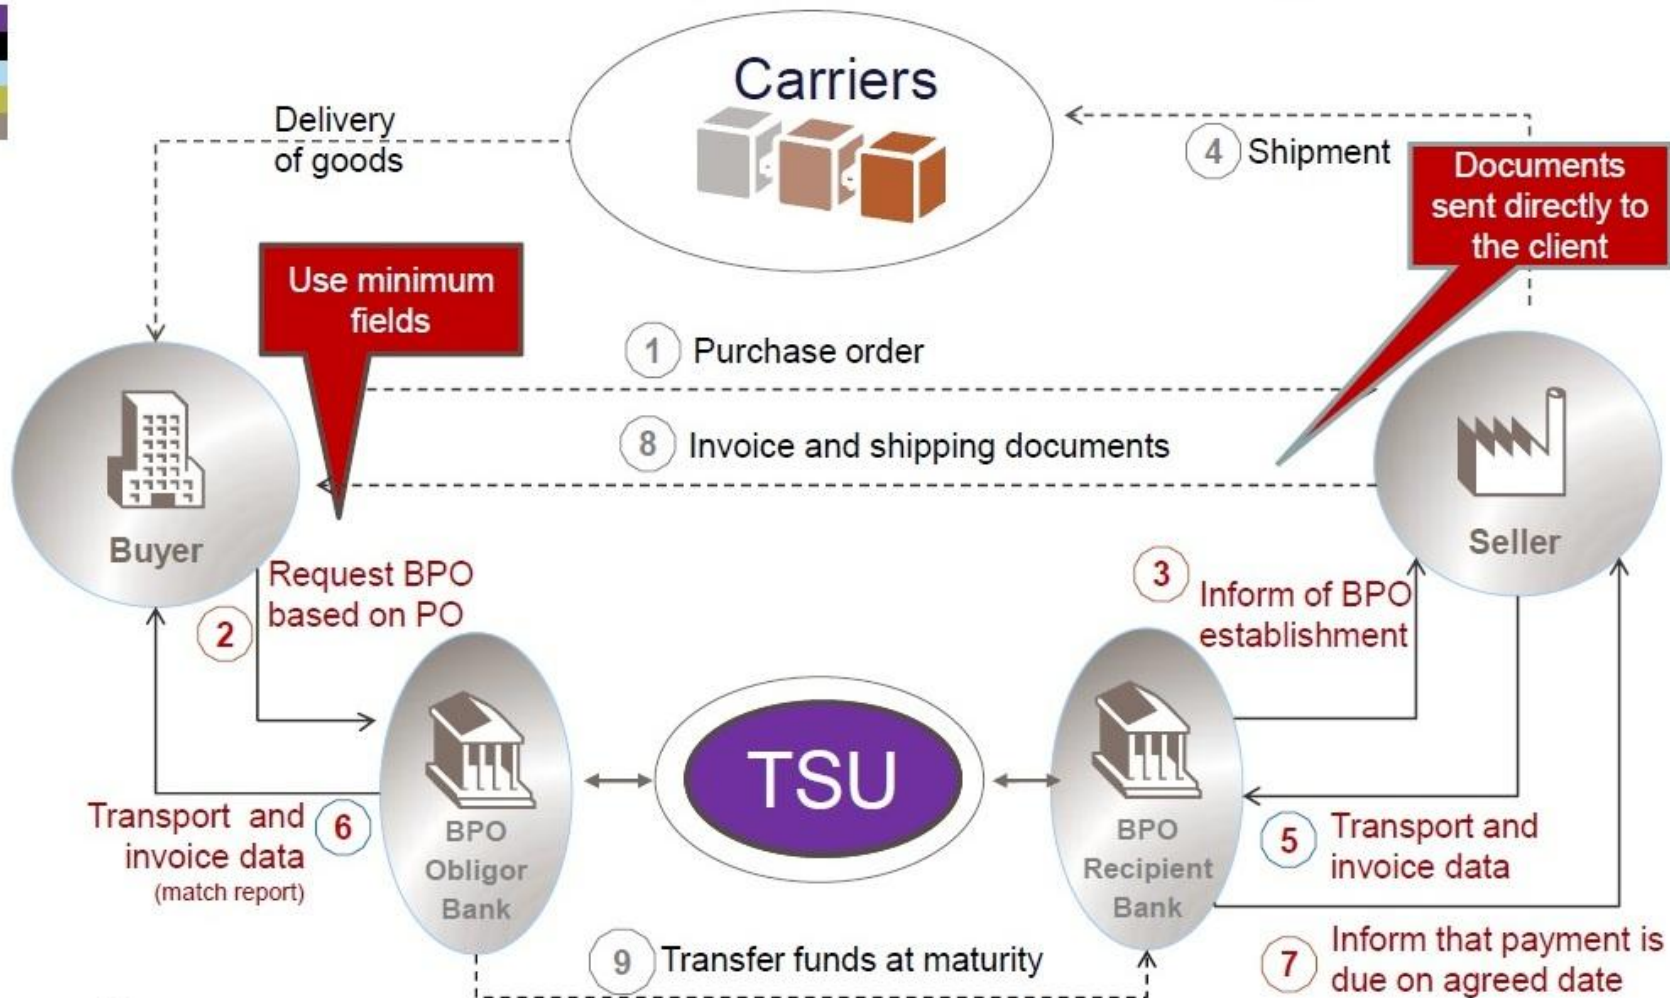 Carriers
Delivery
of goods
4 Shipment
Documents
sent directly to
the client
Use minimum
fields
1 Purchase order
8 Invoice and shipping documents
Buyer
Seller
Request BPO
based on PO
2
3
Inform of BPO
establishment
TSU
Transport and
invoice data
(match report)
6
BPO
Obligor
Bank
BPO
Recipient
Bank
5
Transport and
invoice data
9 Transfer funds at maturity
7
Inform that payment is
due on agreed date